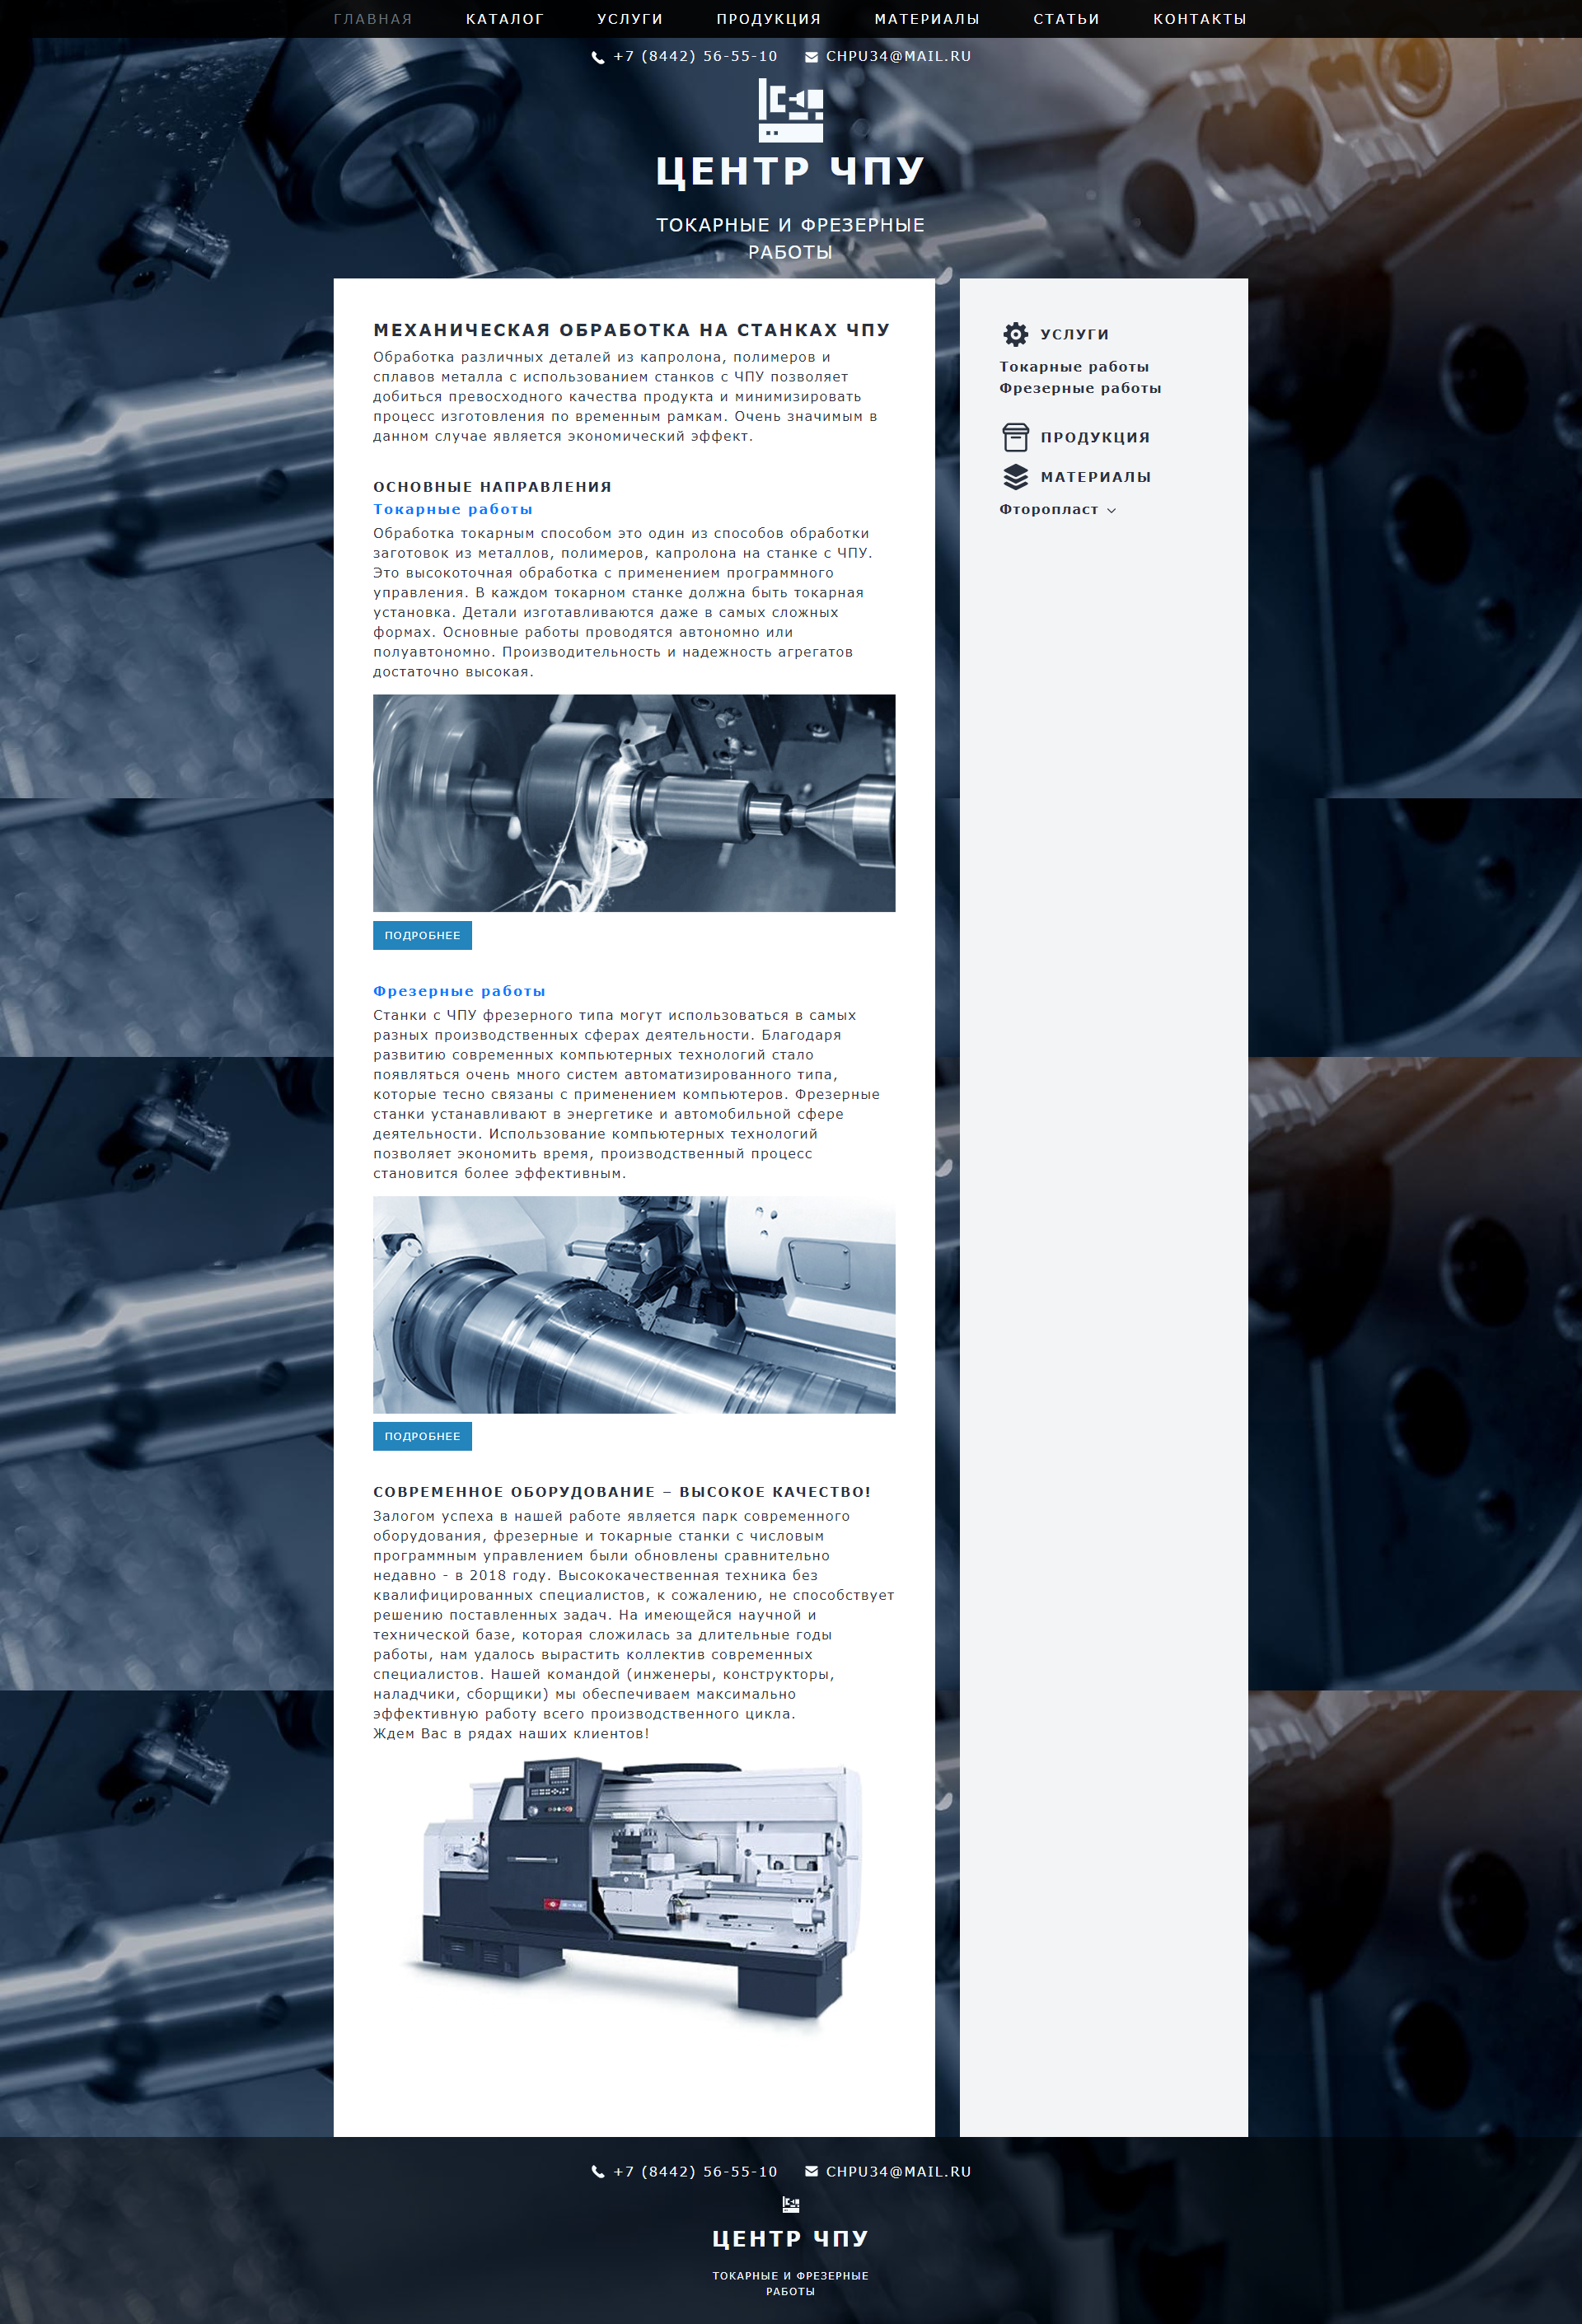 ГЛАВНАЯ КАТАЛОГ УСЛУГИ ПРОДУКЦИЯ МАТЕРИАЛЫ СТАТЬИ КОНТАКТЫ
+7 (8442) 56-55-10 CHPU34@MAIL.RU
ЦЕНТР ЧПУ
ТОКАРНЫЕ И ФРЕЗЕРНЫЕ
РАБОТЫ
МЕХАНИЧЕСКАЯ ОБРАБОТКА НА СТАНКАХ ЧПУ
Обработка различных деталей из капролона, полимеров и
сплавов металла с использованием станков с ЧПУ позволяет
добиться превосходного качества продукта и минимизировать
процесс изготовления по временным рамкам. Очень значимым в
данном случае является экономический эффект.
ОСНОВНЫЕ НАПРАВЛЕНИЯ
Токарные работы
Обработка токарным способом это один из способов обработки
заготовок из металлов, полимеров, капролона на станке с ЧПУ.
Это высокоточная обработка с применением программного
управления. В каждом токарном станке должна быть токарная
установка. Детали изготавливаются даже в самых сложных
формах. Основные работы проводятся автономно или
полуавтономно. Производительность и надежность агрегатов
достаточно высокая.
ПОДРОБНЕЕ
Фрезерные работы
Станки с ЧПУ фрезерного типа могут использоваться в самых
разных производственных сферах деятельности. Благодаря
развитию современных компьютерных технологий стало
появляться очень много систем автоматизированного типа,
которые тесно связаны с применением компьютеров. Фрезерные
станки устанавливают в энергетике и автомобильной сфере
деятельности. Использование компьютерных технологий
позволяет экономить время, производственный процесс
становится более эффективным.
ПОДРОБНЕЕ
СОВРЕМЕННОЕ ОБОРУДОВАНИЕ – ВЫСОКОЕ КАЧЕСТВО!
Залогом успеха в нашей работе является парк современного
оборудования, фрезерные и токарные станки с числовым
программным управлением были обновлены сравнительно
недавно - в 2018 году. Высококачественная техника без
квалифицированных специалистов, к сожалению, не способствует
решению поставленных задач. На имеющейся научной и
технической базе, которая сложилась за длительные годы
работы, нам удалось вырастить коллектив современных
специалистов. Нашей командой (инженеры, конструкторы,
наладчики, сборщики) мы обеспечиваем максимально
эффективную работу всего производственного цикла.
Ждем Вас в рядах наших клиентов!
УСЛУГИ
Токарные работы
Фрезерные работы
ПРОДУКЦИЯ
МАТЕРИАЛЫ
Фторопласт
+7 (8442) 56-55-10 CHPU34@MAIL.RU
ЦЕНТР ЧПУ
ТОКАРНЫЕ И ФРЕЗЕРНЫЕ
РАБОТЫ